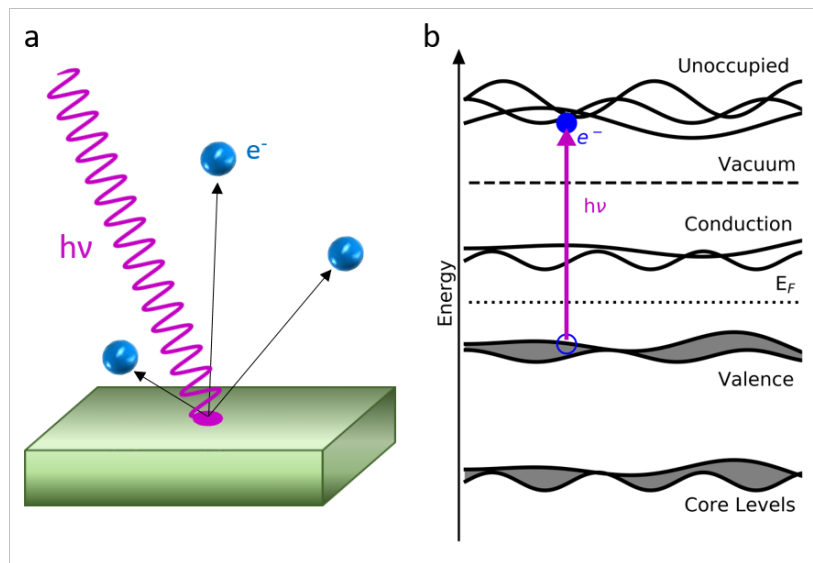 a
hν
e⁻
b
Energy
Unoccupied
e⁻
Vacuum
hν
Conduction
E_F
Valence
Core Levels